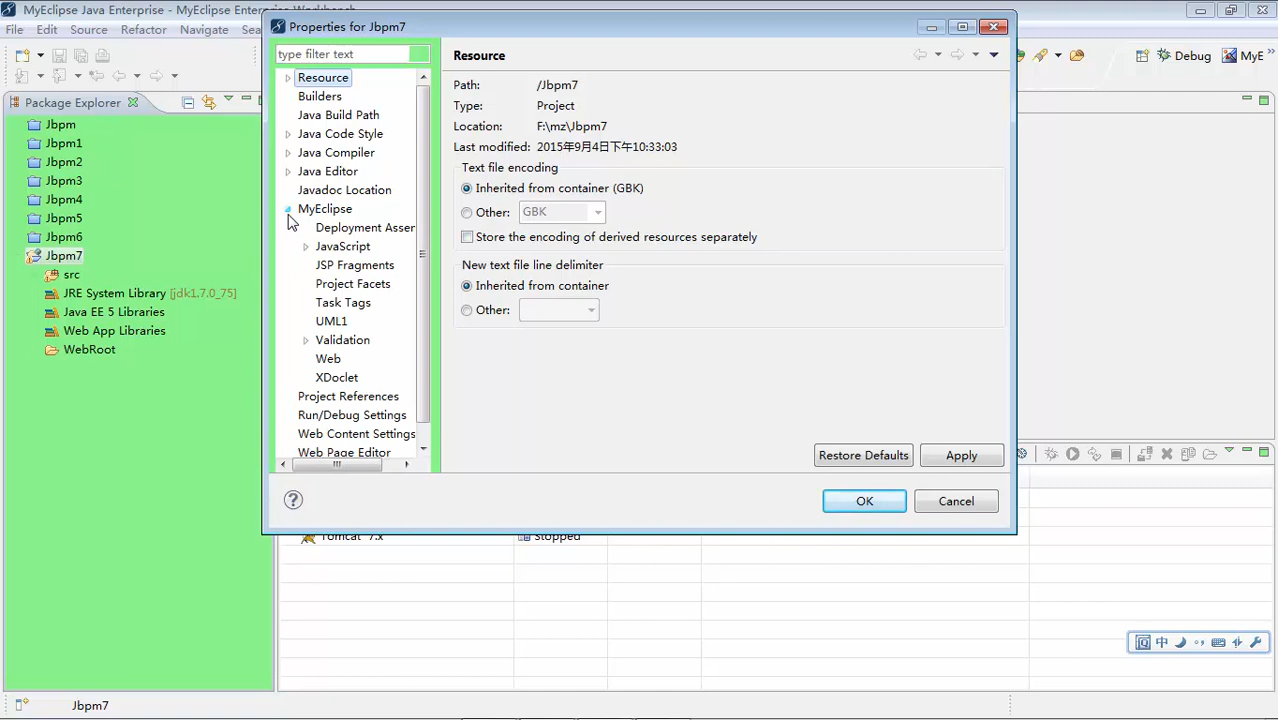 MyEclipse Java Enterprise - MyEclipse Enterprise Workbench
File Edit Source Refactor Navigate
Debug MyE
Package Explorer
Jbpm
Jbpm1
Jbpm2
Jbpm3
Jbpm4
Jbpm5
Jbpm6
Jbpm7
src
JRE System Library [jdk1.7.0_75]
Java EE 5 Libraries
Web App Libraries
WebRoot
Properties for Jbpm7
type filter text
Resource
Builders
Java Build Path
Java Code Style
Java Compiler
Java Editor
Javadoc Location
MyEclipse
Deployment Assem
JavaScript
JSP Fragments
Project Facets
Task Tags
UML1
Validation
Web
XDoclet
Project References
Run/Debug Settings
Web Content Settings
Web Page Editor
Resource
Path: /Jbpm7
Type: Project
Location: F:\mz\Jbpm7
Last modified: 2015年9月4日下午10:33:03
Text file encoding
Inherited from container (GBK)
Other: GBK
Store the encoding of derived resources separately
New text file line delimiter
Inherited from container
Other:
Restore Defaults Apply
OK Cancel
Tomcat 7.x Stopped
中
Jbpm7